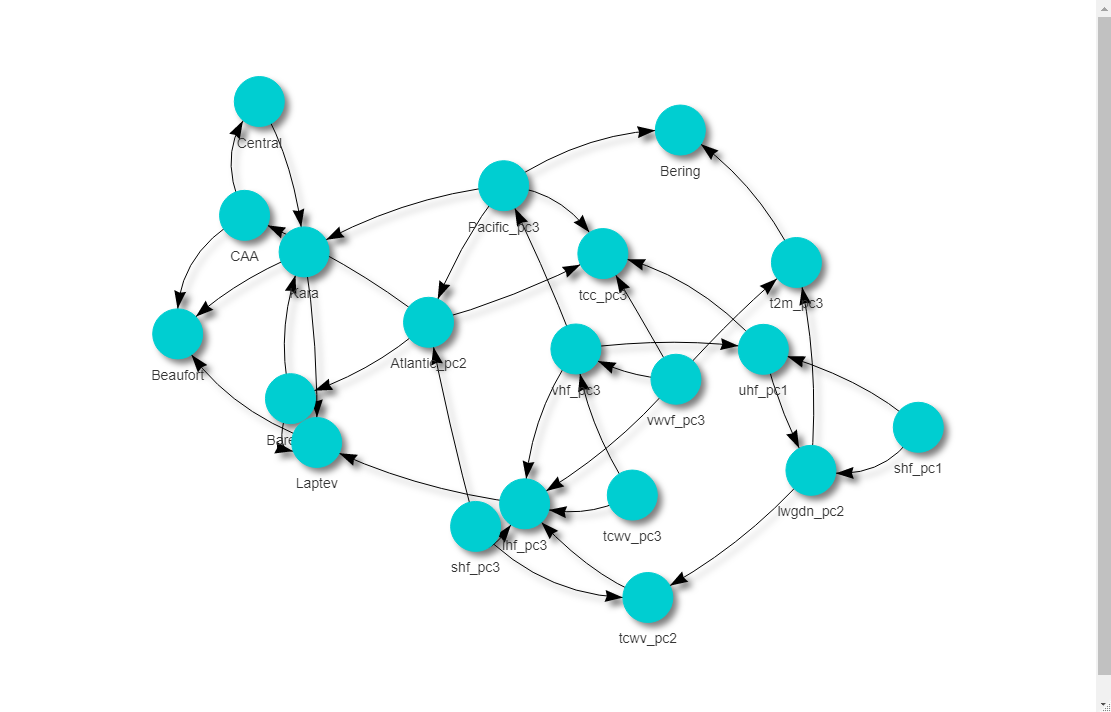 Central
Bering
Pacific_pc3
CAA
Kara
tcc_pc3
t2m_pc3
Beaufort
Atlantic_pc2
vhf_pc3
uhf_pc1
vwvf_pc3
Laptev
shf_pc1
lwgdn_pc2
tcwv_pc3
lhf_pc3
shf_pc3
tcwv_pc2